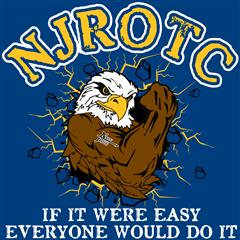 NJROTC
IF IT WERE EASY
EVERYONE WOULD DO IT